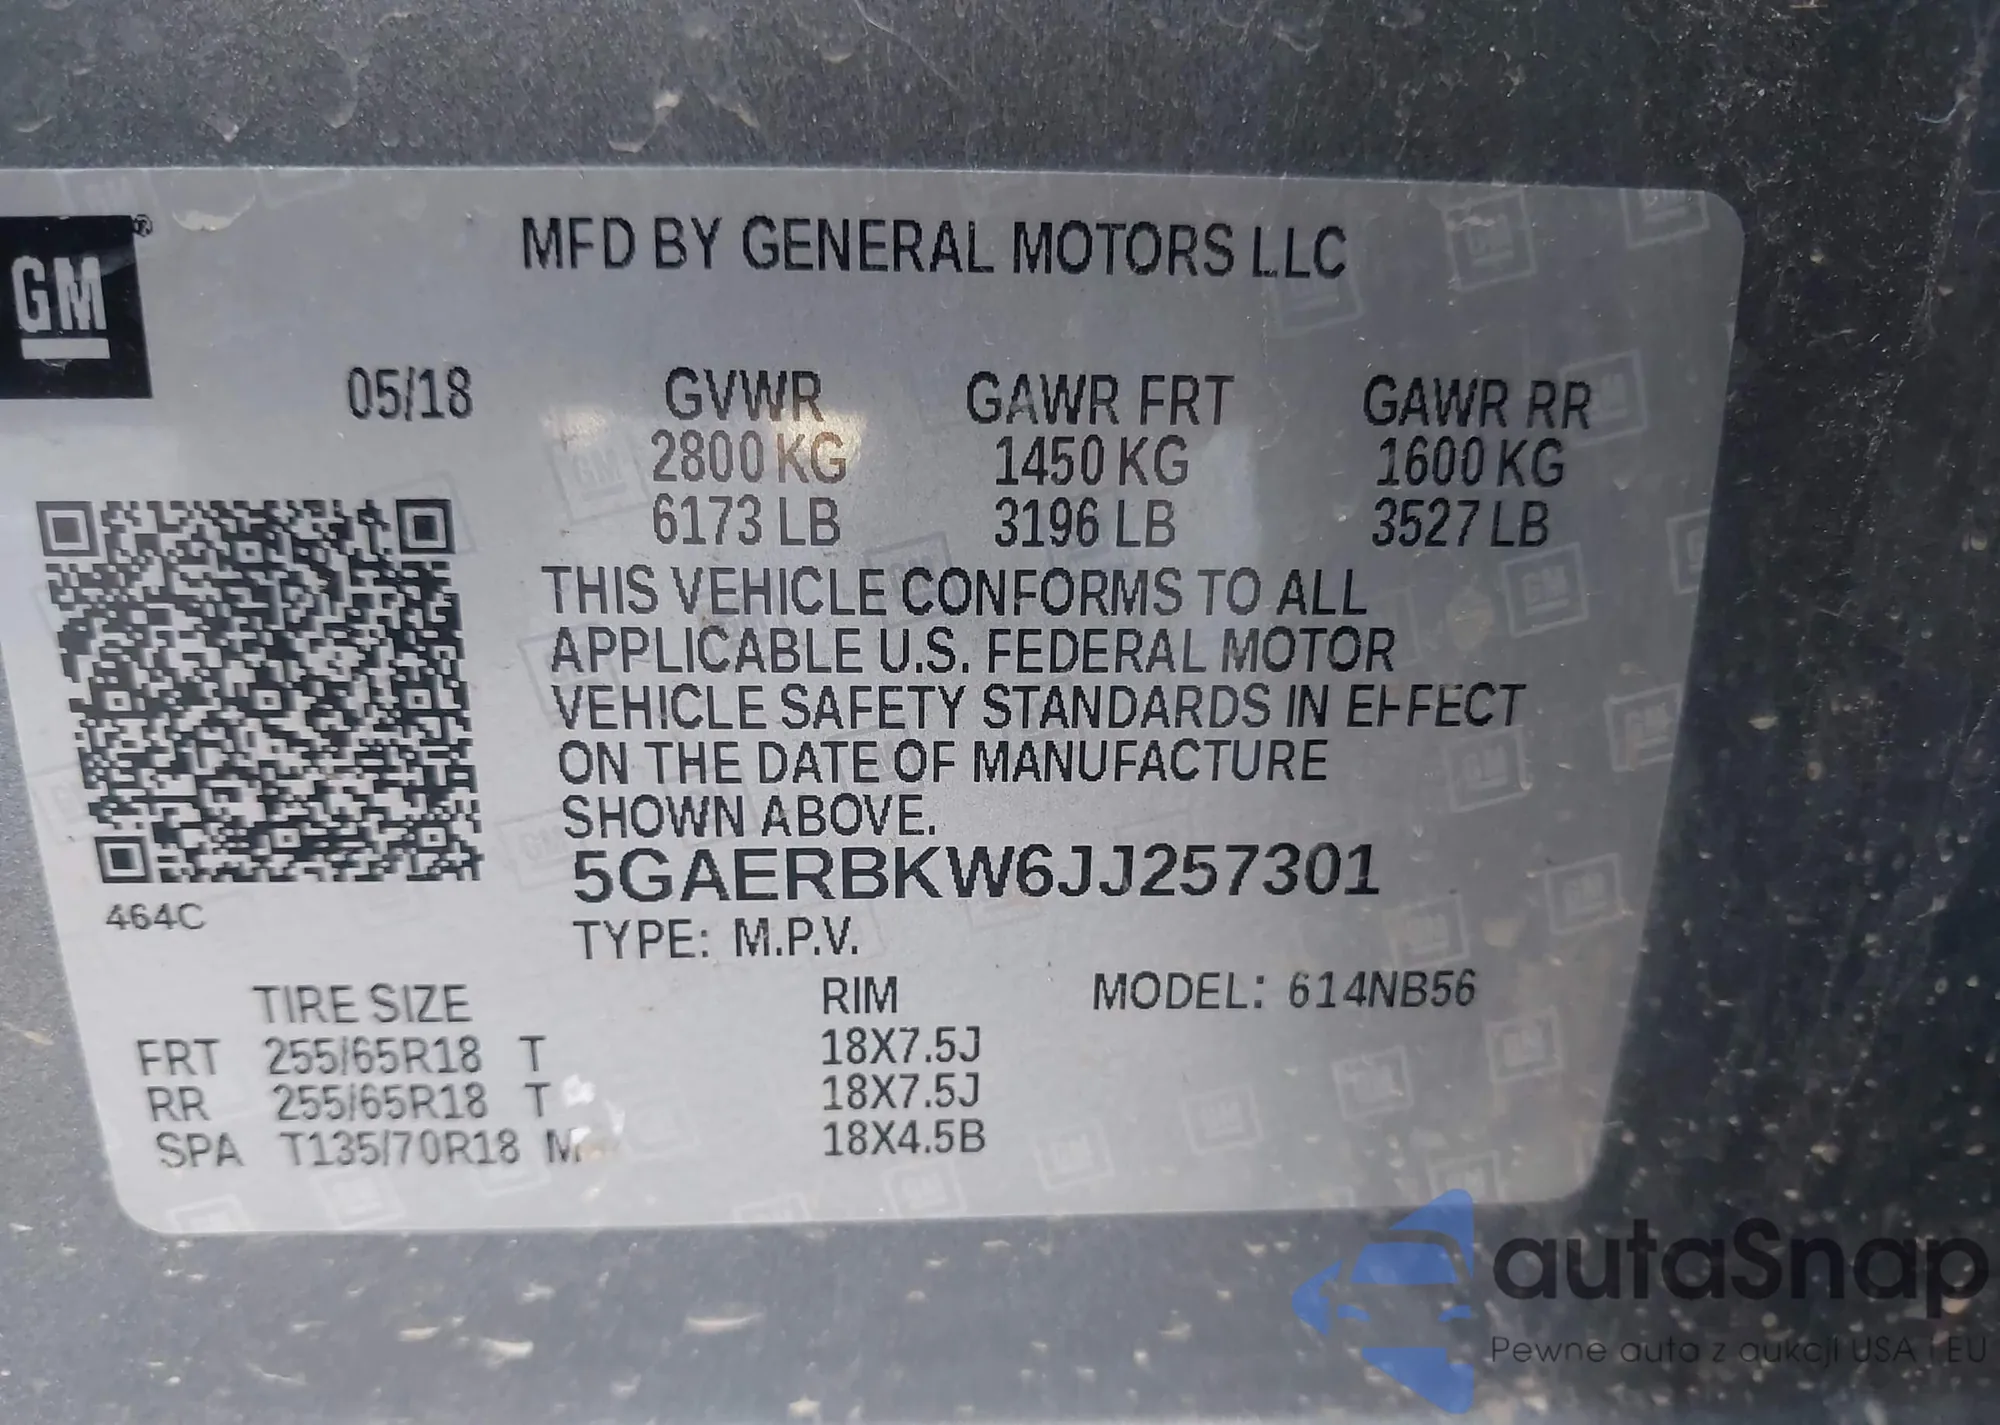 GM®
MFD BY GENERAL MOTORS LLC
05/18 GVWR GAWR FRT GAWR RR
2800 KG 1450 KG 1600 KG
6173 LB 3196 LB 3527 LB
THIS VEHICLE CONFORMS TO ALL
APPLICABLE U.S. FEDERAL MOTOR
VEHICLE SAFETY STANDARDS IN EFFECT
ON THE DATE OF MANUFACTURE
SHOWN ABOVE.
5GAERBKW6JJ257301
464C
TYPE: M.P.V.
TIRE SIZE RIM MODEL: 614NB56
FRT 255/65R18 T 18X7.5J
RR 255/65R18 T 18X7.5J
SPA T135/70R18 M 18X4.5B
autaSnap
Pewne auta z aukcji USA i EU